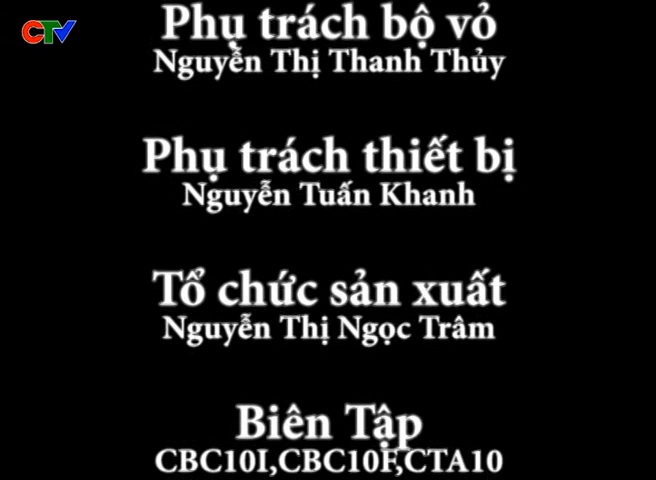 CTV
Phụ trách bộ vỏ
Nguyễn Thị Thanh Thủy
Phụ trách thiết bị
Nguyễn Tuấn Khanh
Tổ chức sản xuất
Nguyễn Thị Ngọc Trâm
Biên Tập
CBC10I,CBC10F,CTA10